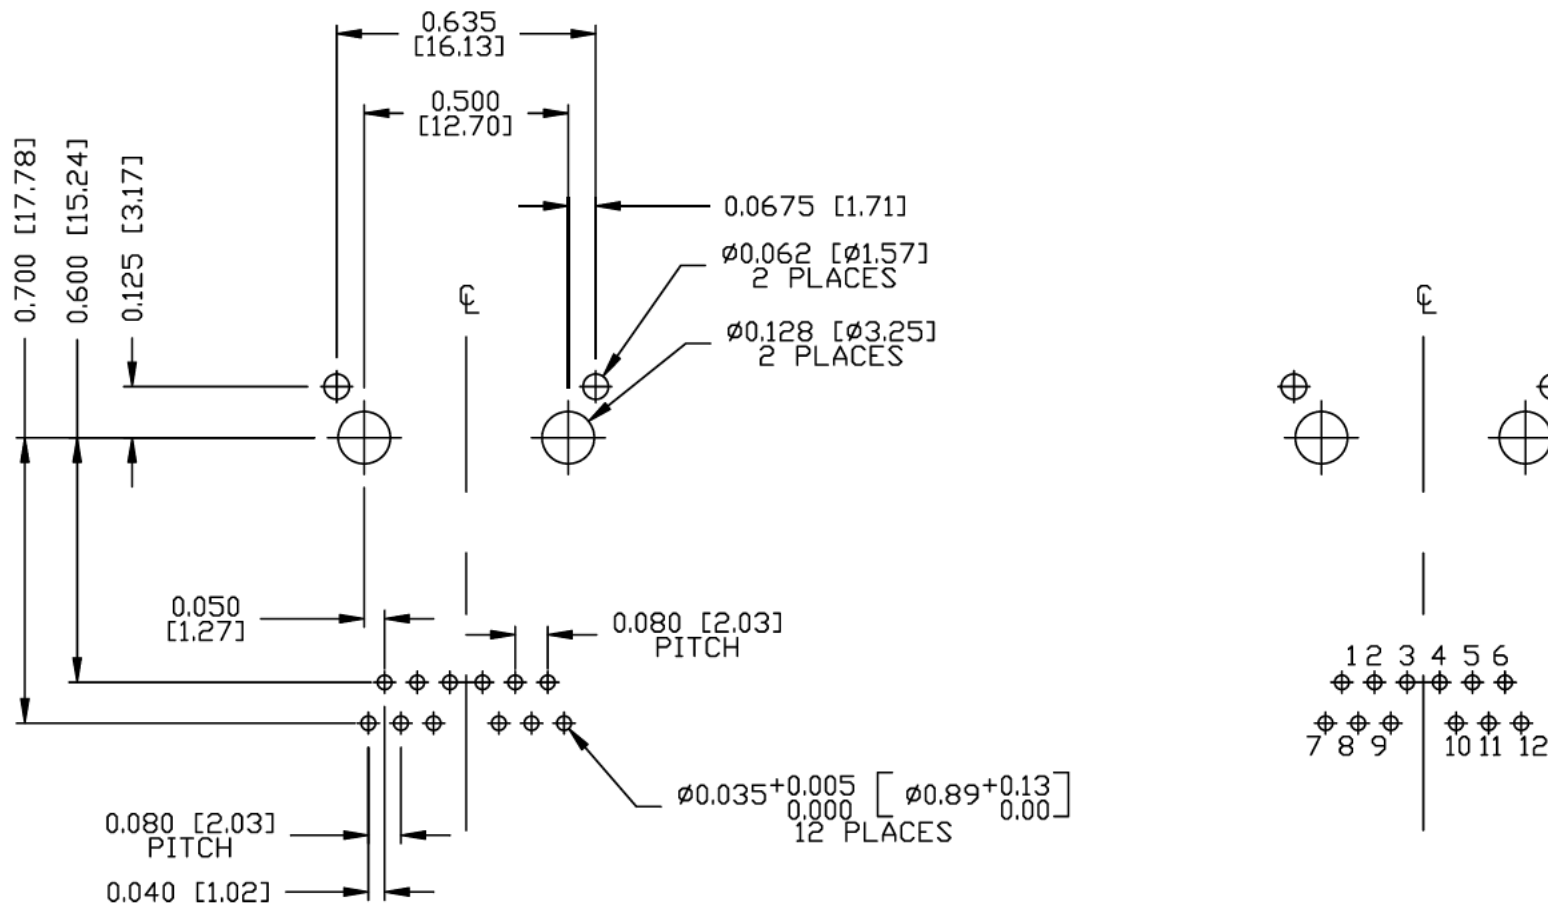 0.635
[16.13]
0.500
[12.70]
0.700 [17.78]
0.600 [15.24]
0.125 [3.17]
0.0675 [1.71]
ø0.062 [ø1.57]
2 PLACES
℄
ø0.128 [ø3.25]
2 PLACES
0.050
[1.27]
0.080 [2.03]
PITCH
ø0.035 +0.005 [ø0.89 +0.13]
0.000 0.00
12 PLACES
0.080 [2.03]
PITCH
0.040 [1.02]
℄
1 2 3 4 5 6
7 8 9 10 11 12